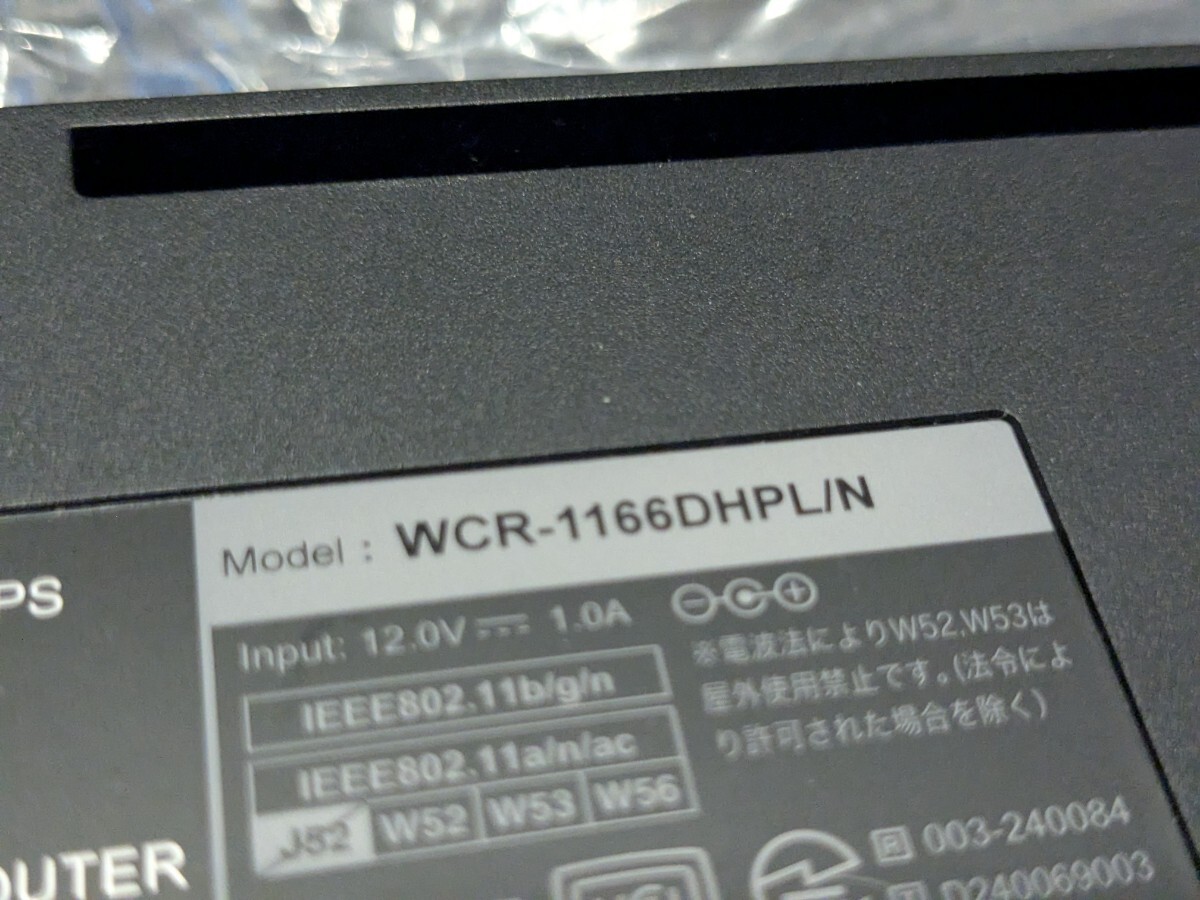 Model : WCR-1166DHPL/N
PS
Input: 12.0V 1.0A
※電波法によりW52,W53は
屋外使用禁止です。(法令によ
り許可された場合を除く)
IEEE802.11b/g/n
IEEE802.11a/n/ac
J52 W52 W53 W56
OUTER
R 003-240084
D240069003